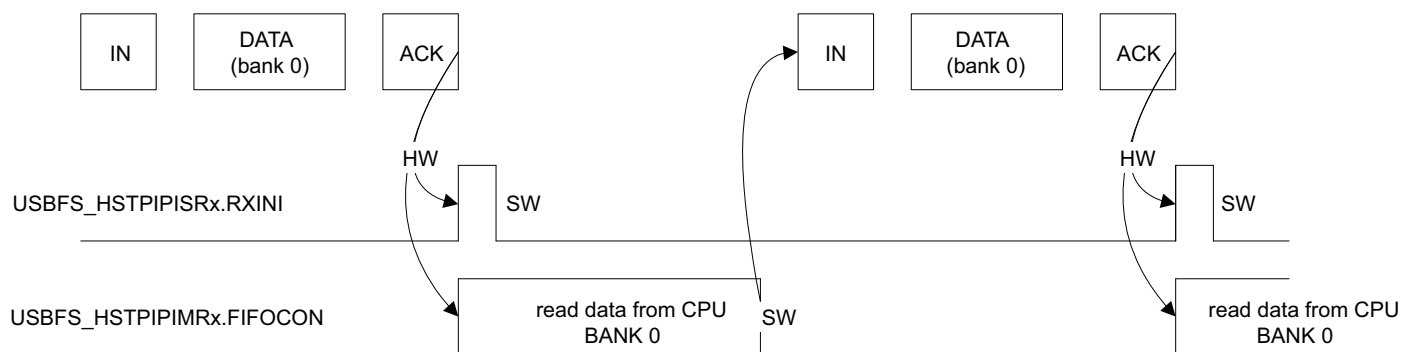 IN
DATA
(bank 0)
ACK
IN
DATA
(bank 0)
ACK
HW
HW
USBFS_HSTPIPISRx.RXINI
SW
SW
USBFS_HSTPIPIMRx.FIFOCON
read data from CPU
BANK 0
SW
read data from CPU
BANK 0